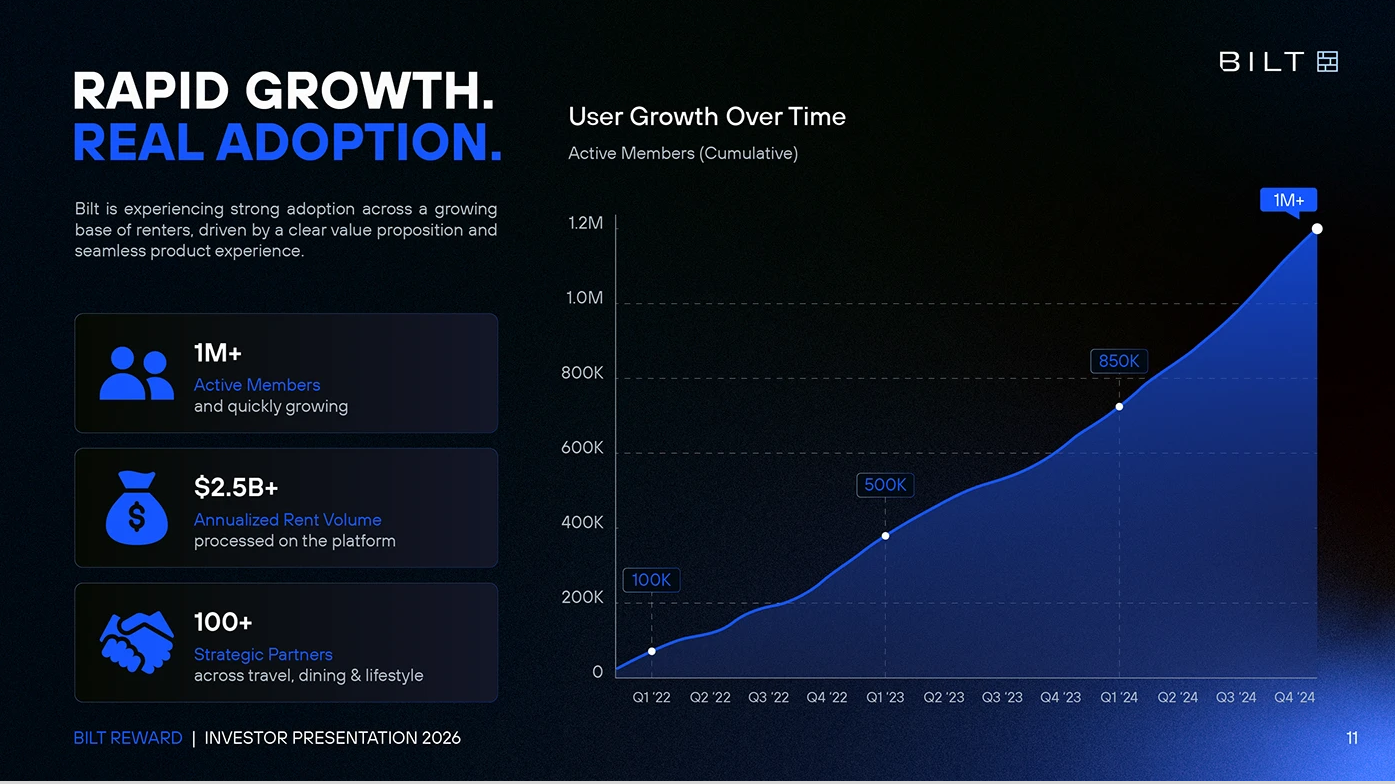 BILT
RAPID GROWTH.
REAL ADOPTION.
Bilt is experiencing strong adoption across a growing
base of renters, driven by a clear value proposition and
seamless product experience.
1M+
Active Members
and quickly growing
$
$2.5B+
Annualized Rent Volume
processed on the platform
100+
Strategic Partners
across travel, dining & lifestyle
User Growth Over Time
Active Members (Cumulative)
1.2M
1.0M
800K
600K
400K
200K
0
100K
500K
850K
1M+
Q1 '22 Q2 '22 Q3 '22 Q4 '22 Q1 '23 Q2 '23 Q3 '23 Q4 '23 Q1 '24 Q2 '24 Q3 '24 Q4 '24
BILT REWARD | INVESTOR PRESENTATION 2026
11